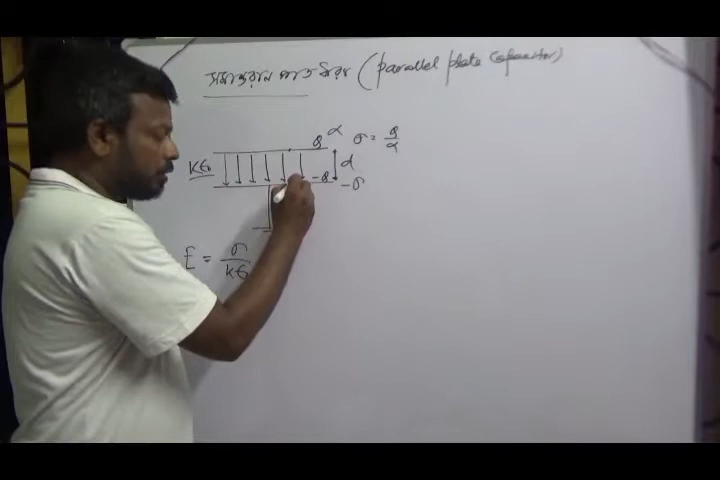 সমান্তরাল পাত ধারক (parallel plate capacitor)
Q α σ = Q/α
kϵ₀ d
-Q -σ
E = σ/kϵ₀